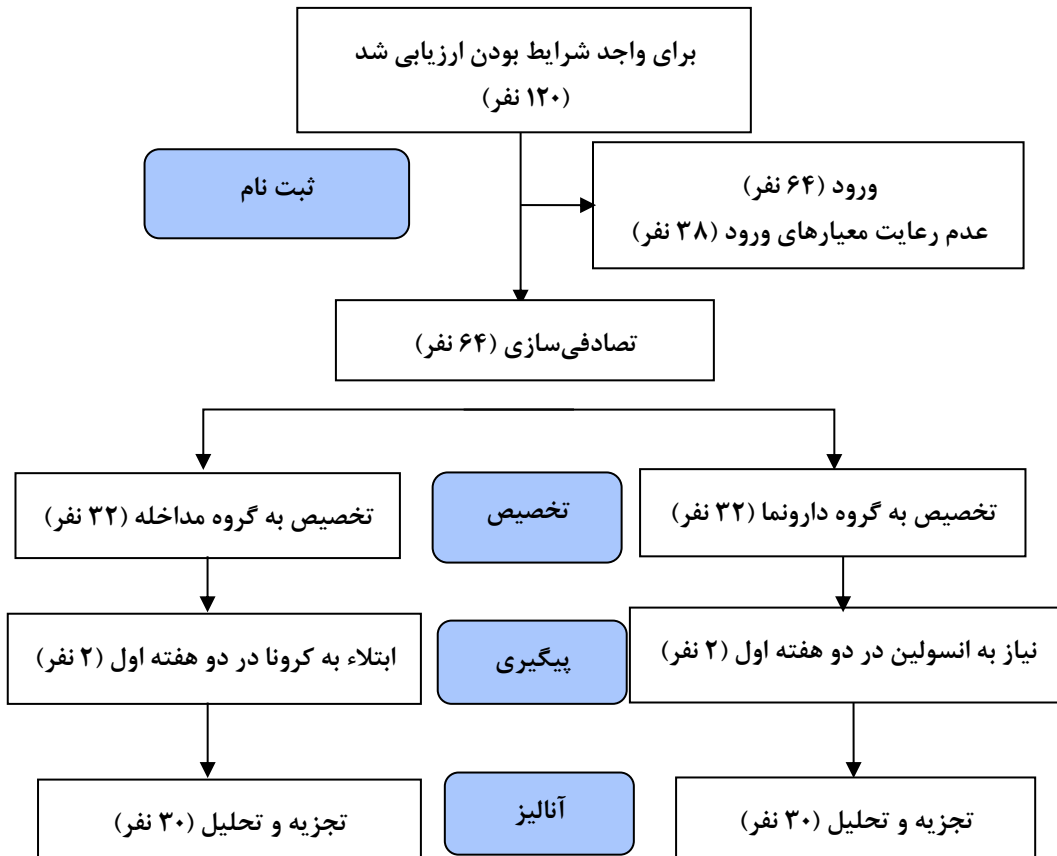 برای واجد شرایط بودن ارزیابی شد
(۱۲۰ نفر)
ثبت نام
ورود (۶۴ نفر)
عدم رعایت معیارهای ورود (۳۸ نفر)
تصادفی‌سازی (۶۴ نفر)
تخصیص به گروه دارونما (۳۲ نفر)
تخصیص
تخصیص به گروه مداخله (۳۲ نفر)
نیاز به انسولین در دو هفته اول (۲ نفر)
پیگیری
ابتلاء به کرونا در دو هفته اول (۲ نفر)
تجزیه و تحلیل (۳۰ نفر)
آنالیز
تجزیه و تحلیل (۳۰ نفر)